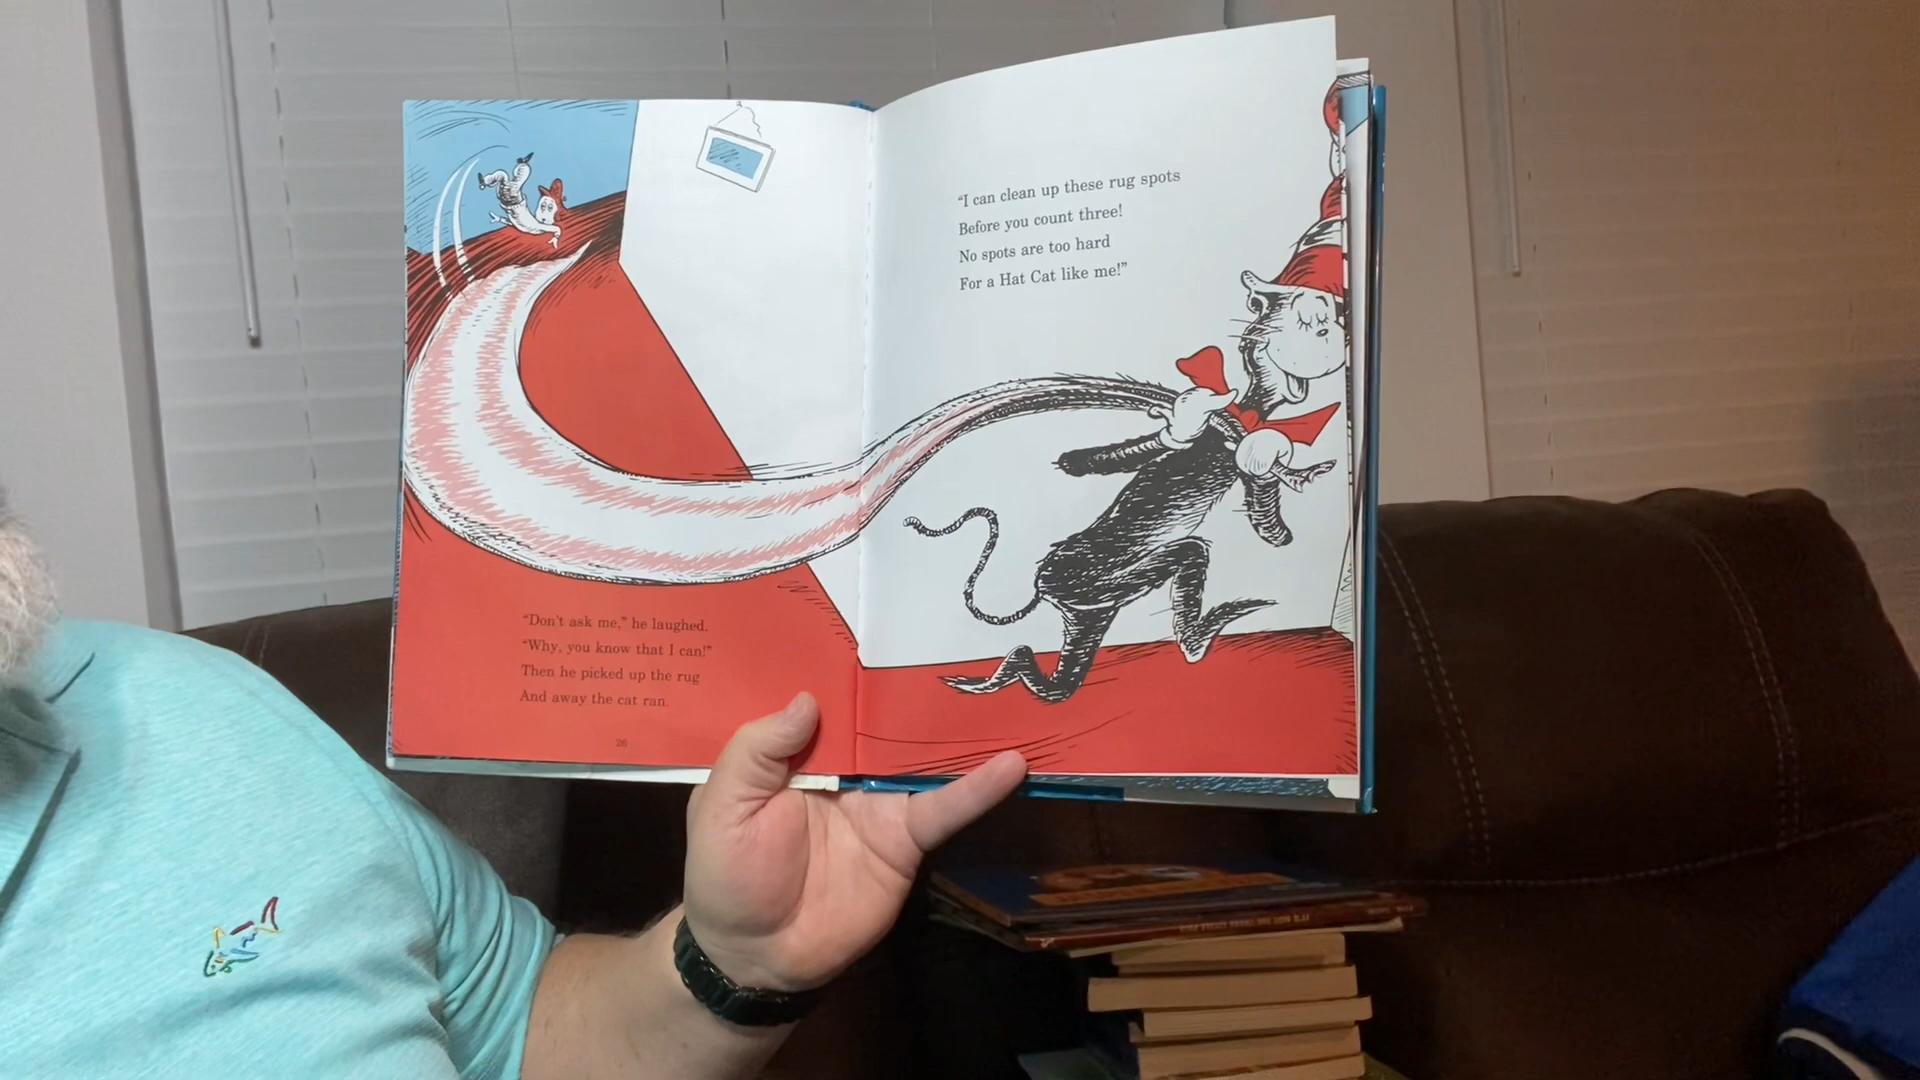 "Don't ask me," he laughed.
"Why, you know that I can!"
Then he picked up the rug
And away the cat ran.
26
"I can clean up these rug spots
Before you count three!
No spots are too hard
For a Hat Cat like me!"